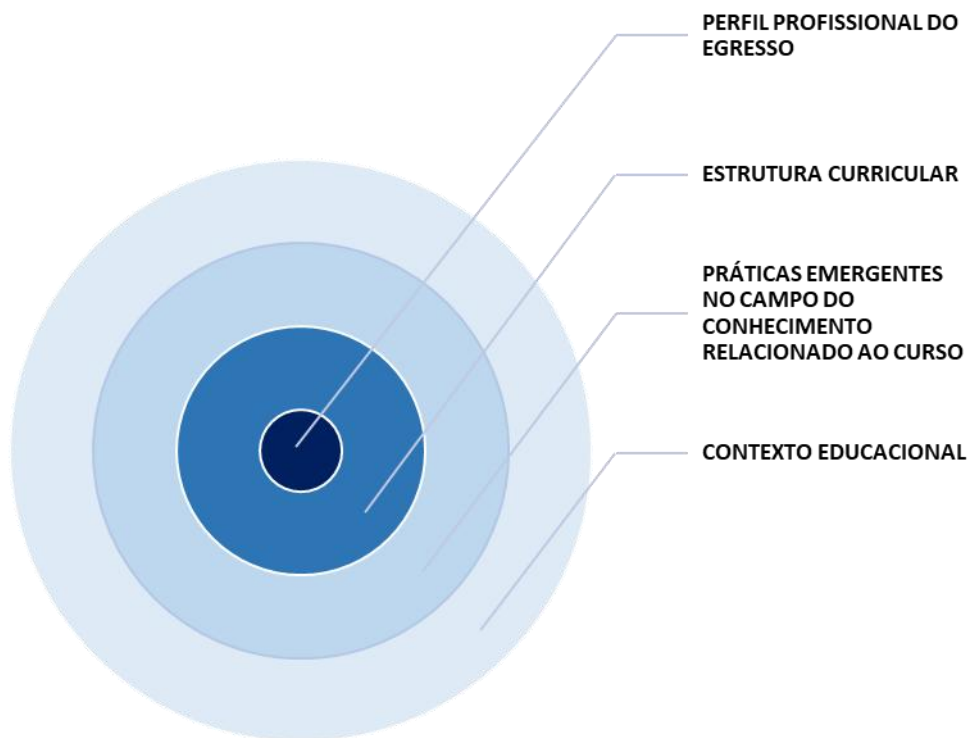 PERFIL PROFISSIONAL DO
EGRESSO
ESTRUTURA CURRICULAR
PRÁTICAS EMERGENTES
NO CAMPO DO
CONHECIMENTO
RELACIONADO AO CURSO
CONTEXTO EDUCACIONAL